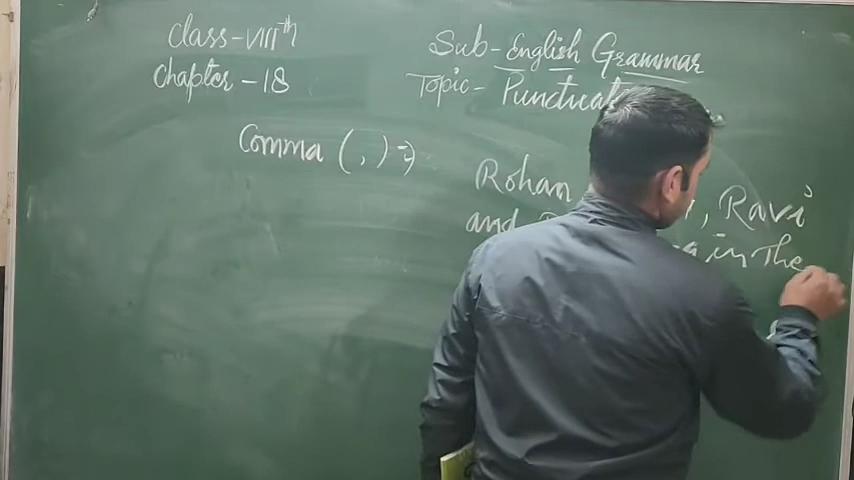 Class-VIIIth
Chapter-18
Sub-English Grammar
Topic-Punctuat
Comma (,) →
Rohan , Ravi
and in the